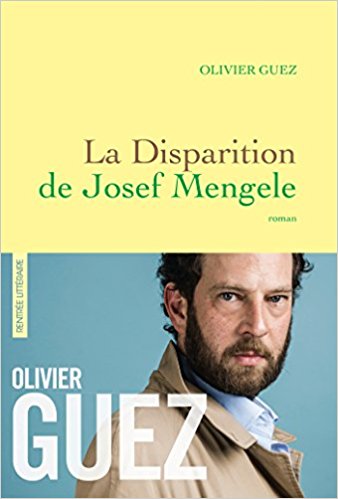 OLIVIER GUEZ
La Disparition
de Josef Mengele
roman
RENTRÉE LITTÉRAIRE
OLIVIER
GUEZ